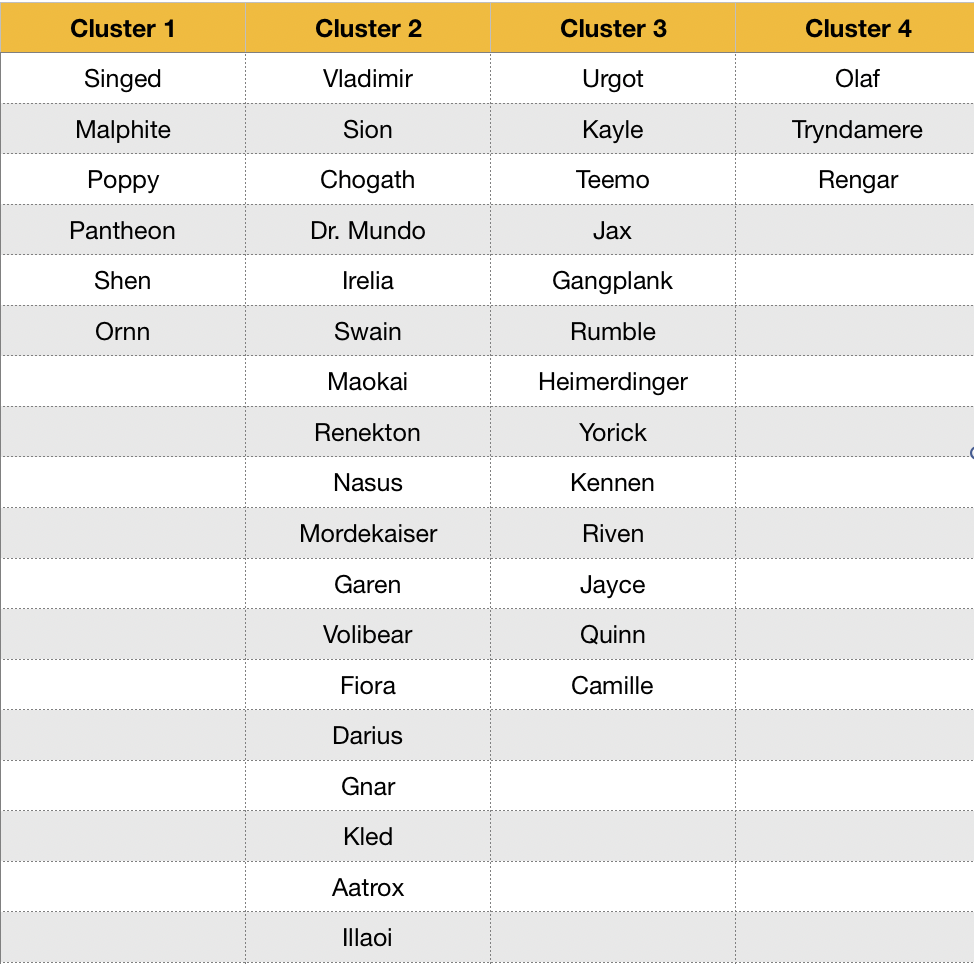 Cluster 1 Cluster 2 Cluster 3 Cluster 4
Singed Vladimir Urgot Olaf
Malphite Sion Kayle Tryndamere
Poppy Chogath Teemo Rengar
Pantheon Dr. Mundo Jax
Shen Irelia Gangplank
Ornn Swain Rumble
Maokai Heimerdinger
Renekton Yorick
Nasus Kennen
Mordekaiser Riven
Garen Jayce
Volibear Quinn
Fiora Camille
Darius
Gnar
Kled
Aatrox
Illaoi